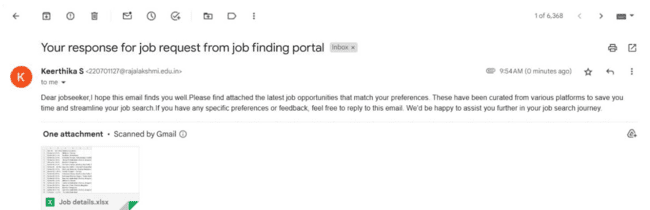 1 of 6,368
Your response for job request from job finding portal Inbox x
Keerthika S <220701127@rajalakshmi.edu.in> 9:54 AM (0 minutes ago)
to me
Dear jobseeker,I hope this email finds you well.Please find attached the latest job opportunities that match your preferences. These have been curated from various platforms to save you
time and streamline your job search.If you have any specific preferences or feedback, feel free to reply to this email. We'd be happy to assist you further in your job search journey.
One attachment • Scanned by Gmail
Job details.xlsx